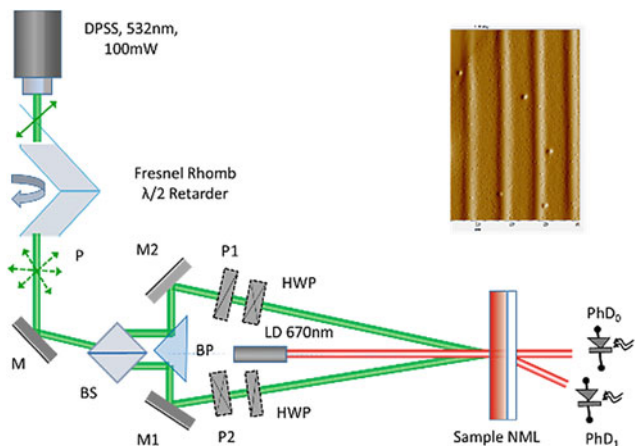 DPSS, 532nm,
100mW
Fresnel Rhomb
λ/2 Retarder
P
M2
P1
HWP
LD 670nm
PhD0
M
BS
BP
M1
P2
HWP
Sample NML
PhD1